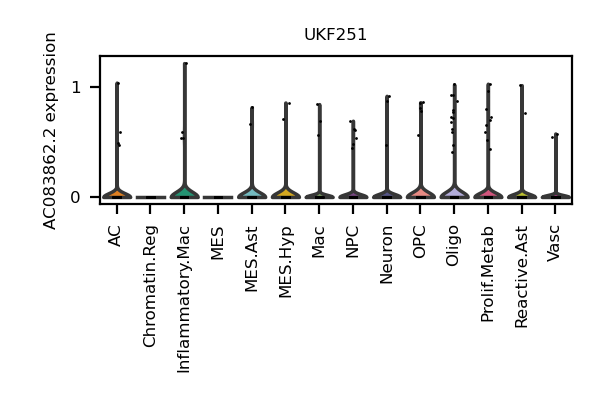 UKF251
AC083862.2 expression
1
0
AC
Chromatin.Reg
Inflammatory.Mac
MES
MES.Ast
MES.Hyp
Mac
NPC
Neuron
OPC
Oligo
Prolif.Metab
Reactive.Ast
Vasc